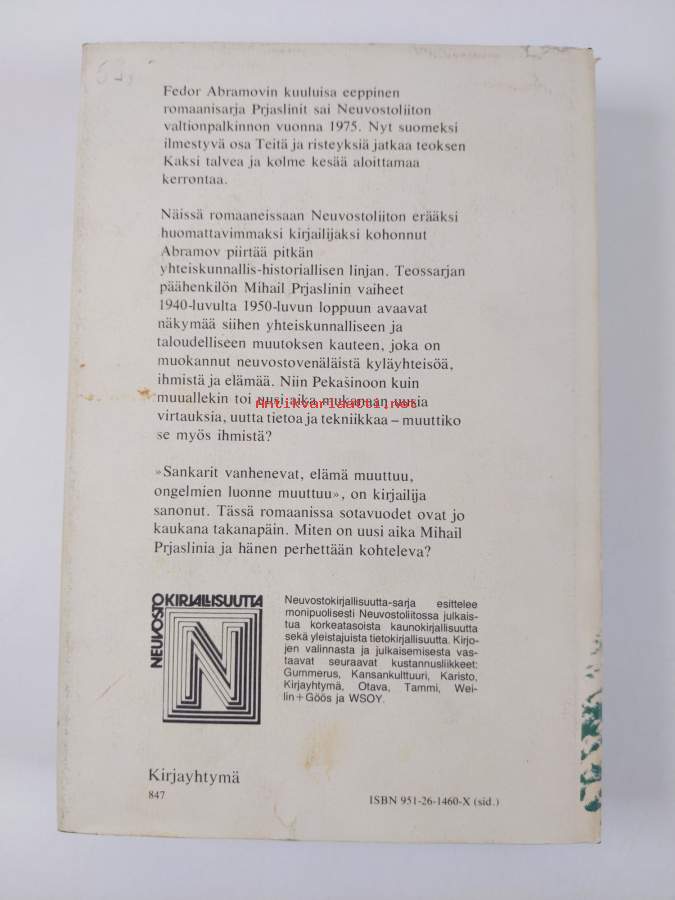 53,-
Fedor Abramovin kuuluisa eeppinen
romaanisarja Prjaslinit sai Neuvostoliiton
valtionpalkinnon vuonna 1975. Nyt suomeksi
ilmestyvä osa Teitä ja risteyksiä jatkaa teoksen
Kaksi talvea ja kolme kesää aloittamaa
kerrontaa.
Näissä romaaneissaan Neuvostoliiton erääksi
huomattavimmaksi kirjailijaksi kohonnut
Abramov piirtää pitkän
yhteiskunnallis-historiallisen linjan. Teossarjan
päähenkilön Mihail Prjaslinin vaiheet
1940-luvulta 1950-luvun loppuun avaavat
näkymää siihen yhteiskunnalliseen ja
taloudelliseen muutoksen kauteen, joka on
muokannut neuvostovenäläistä kyläyhteisöä,
ihmistä ja elämää. Niin Pekašinoon kuin
muuallekin toi uusi aika mukanaan uusia
Antikvariaatti.net
virtauksia, uutta tietoa ja tekniikkaa – muuttiko
se myös ihmistä?
»Sankarit vanhenevat, elämä muuttuu,
ongelmien luonne muuttuu», on kirjailija
sanonut. Tässä romaanissa sotavuodet ovat jo
kaukana takanapäin. Miten on uusi aika Mihail
Prjaslinia ja hänen perhettään kohteleva?
NEUVOSTOKIRJALLISUUTTA
N
Neuvostokirjallisuutta-sarja esittelee
monipuolisesti Neuvostoliitossa julkais-
tua korkeatasoista kaunokirjallisuutta
sekä yleistajuista tietokirjallisuutta. Kirjo-
jen valinnasta ja julkaisemisesta vas-
taavat seuraavat kustannusliikkeet:
Gummerus, Kansankulttuuri, Karisto,
Kirjayhtymä, Otava, Tammi, Wei-
lin+Göös ja WSOY.
Kirjayhtymä
847
ISBN 951-26-1460-X (sid.)